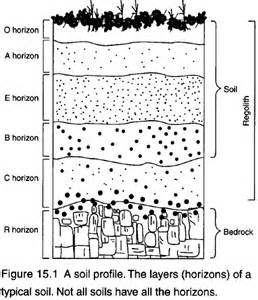 O horizon
A horizon
E horizon
B horizon
C horizon
R horizon
Soil
Regolith
Bedrock
Figure 15.1 A soil profile. The layers (horizons) of a
typical soil. Not all soils have all the horizons.